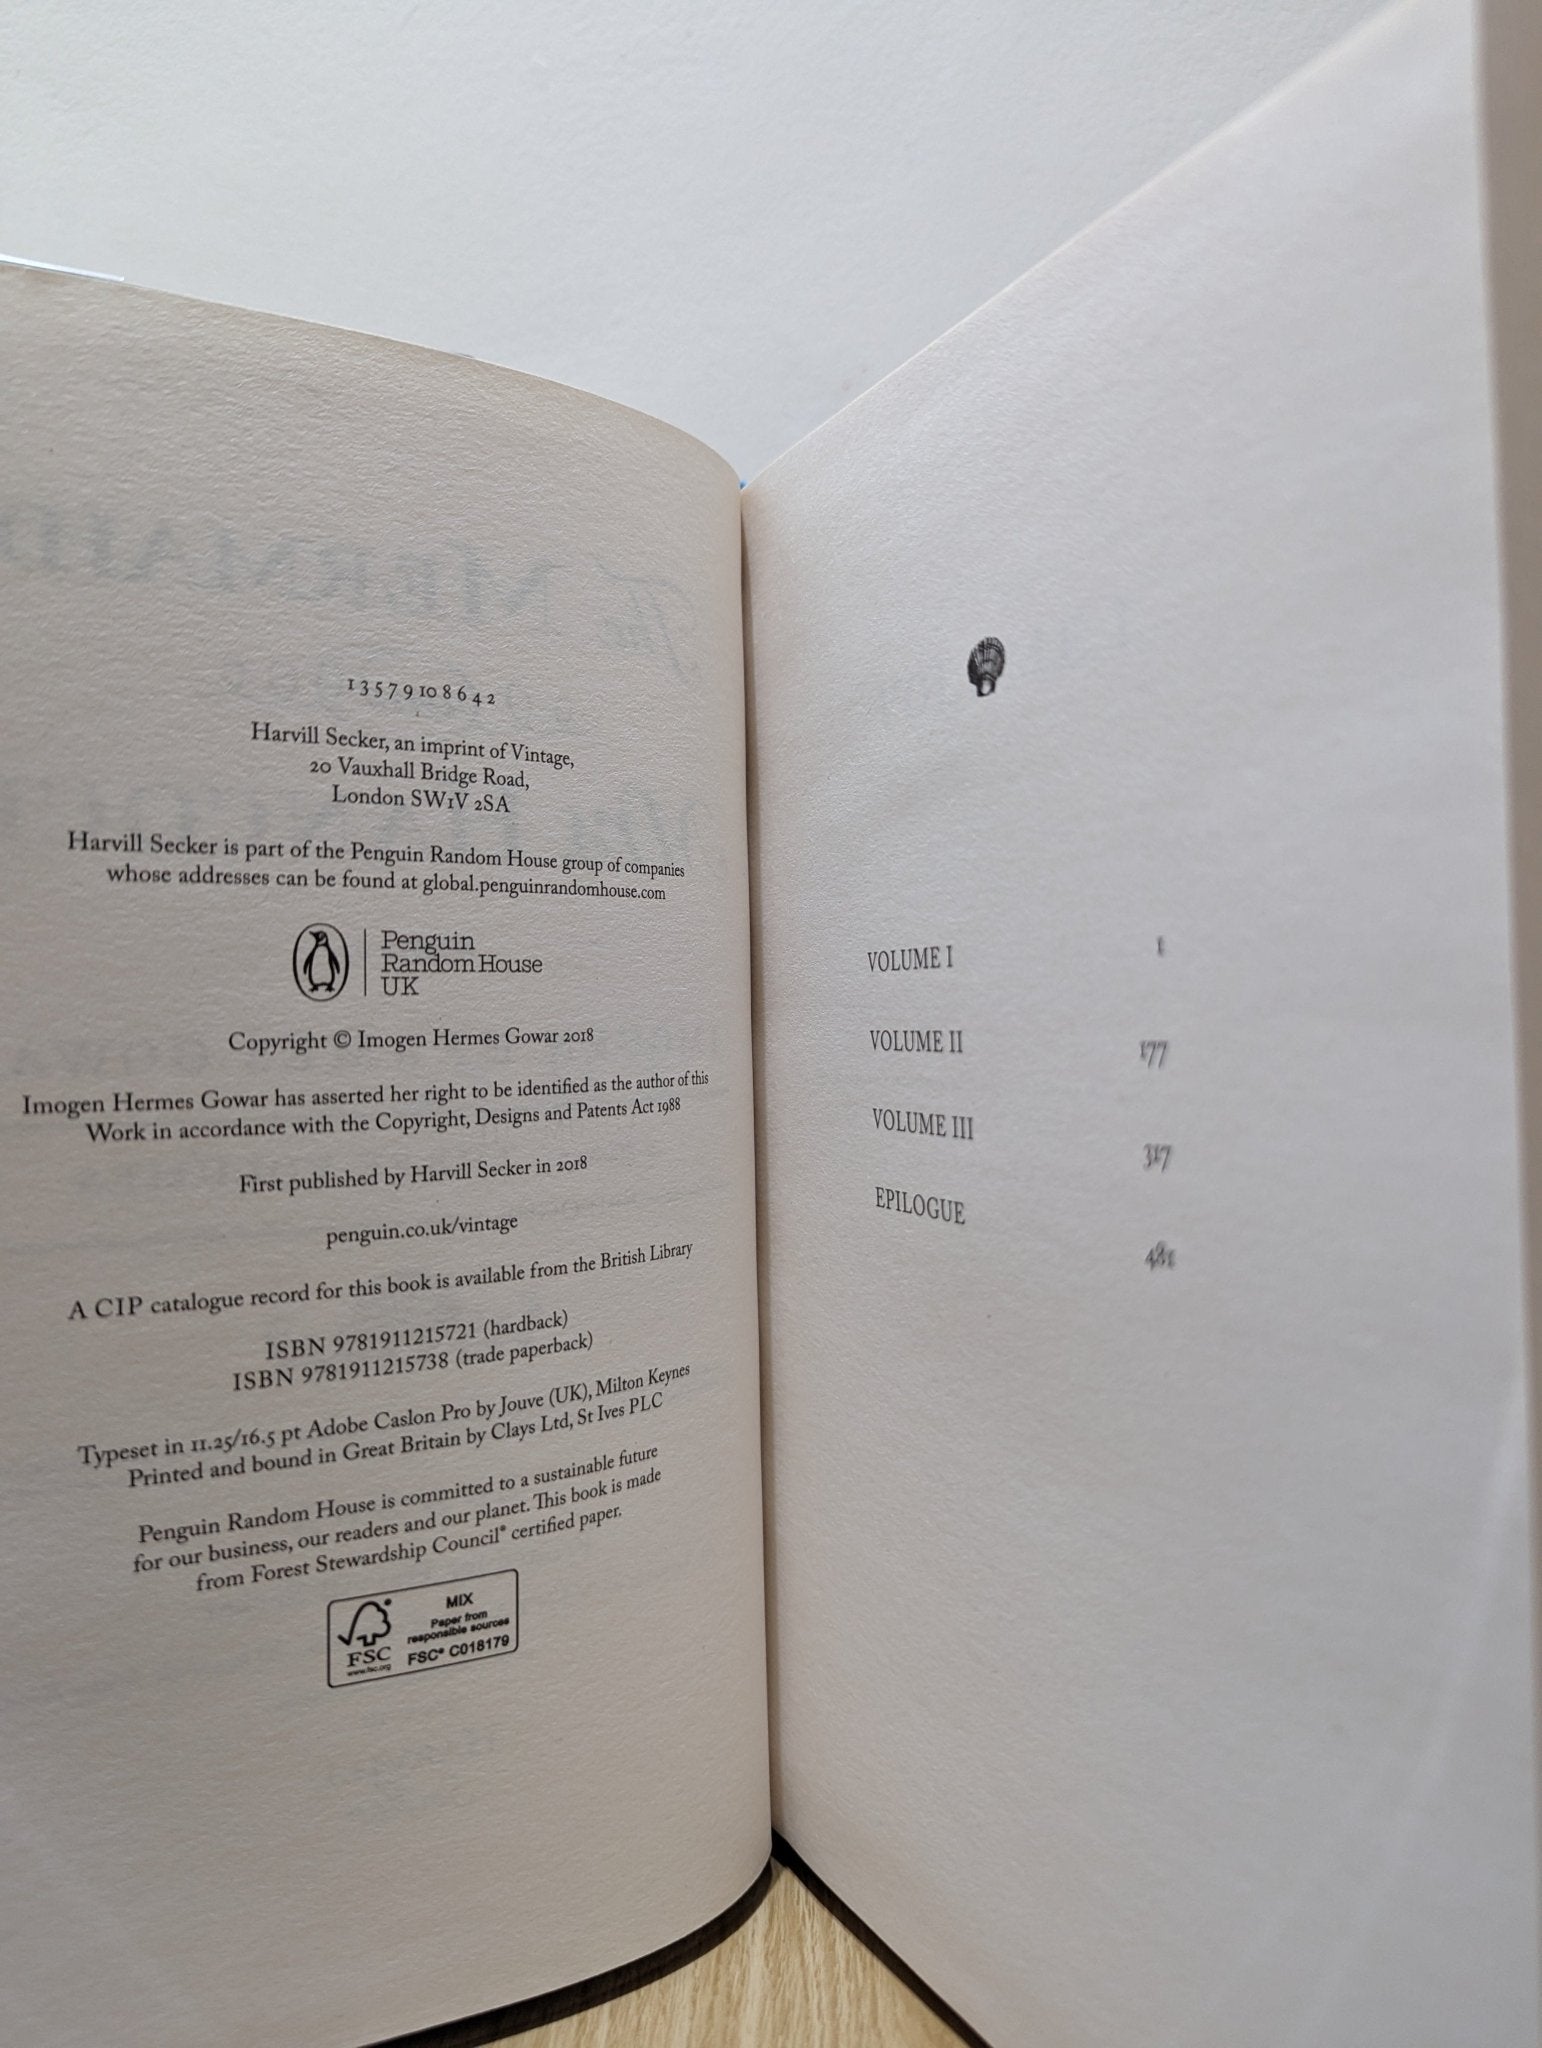 1 3 5 7 9 10 8 6 4 2
Harvill Secker, an imprint of Vintage,
20 Vauxhall Bridge Road,
London SW1V 2SA
Harvill Secker is part of the Penguin Random House group of companies
whose addresses can be found at global.penguinrandomhouse.com
Penguin
Random House
UK
Copyright © Imogen Hermes Gowar 2018
Imogen Hermes Gowar has asserted her right to be identified as the author of this
Work in accordance with the Copyright, Designs and Patents Act 1988
First published by Harvill Secker in 2018
penguin.co.uk/vintage
A CIP catalogue record for this book is available from the British Library
ISBN 9781911215721 (hardback)
ISBN 9781911215738 (trade paperback)
Typeset in 11.25/16.5 pt Adobe Caslon Pro by Jouve (UK), Milton Keynes
Printed and bound in Great Britain by Clays Ltd, St Ives PLC
Penguin Random House is committed to a sustainable future
for our business, our readers and our planet. This book is made
from Forest Stewardship Council® certified paper.
FSC
www.fsc.org
MIX
Paper from
responsible sources
FSC® C018179
VOLUME I 1
VOLUME II 177
VOLUME III 317
EPILOGUE